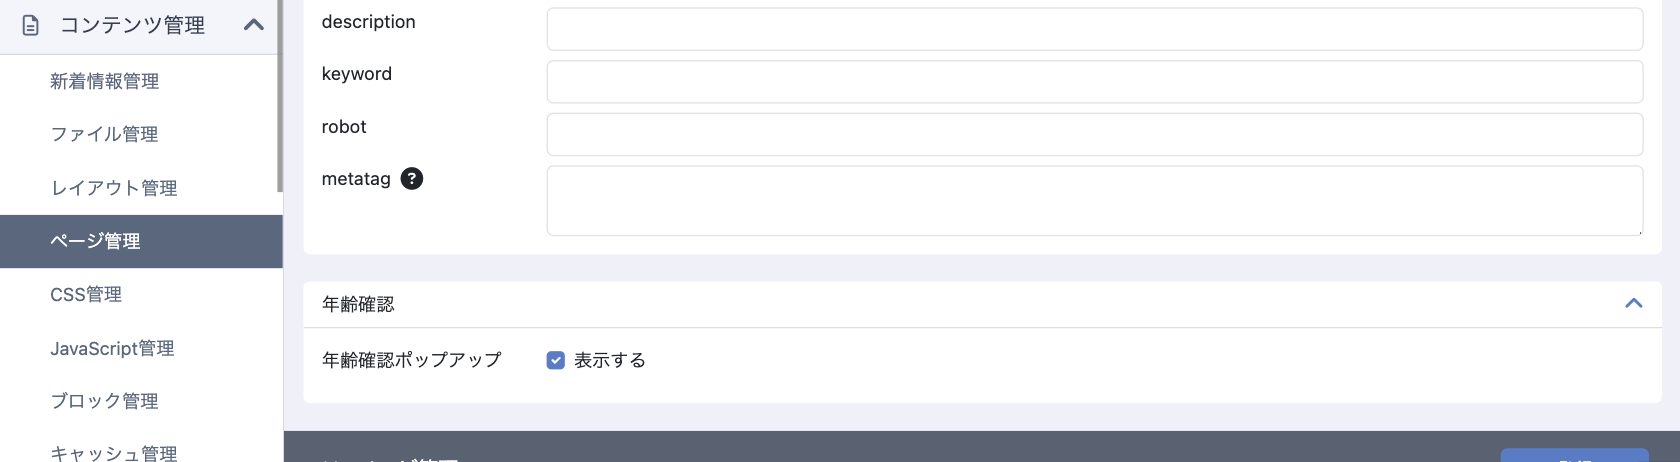 コンテンツ管理
新着情報管理
ファイル管理
レイアウト管理
ページ管理
CSS管理
JavaScript管理
ブロック管理
キャッシュ管理
description
keyword
robot
metatag ?
年齢確認
年齢確認ポップアップ 表示する